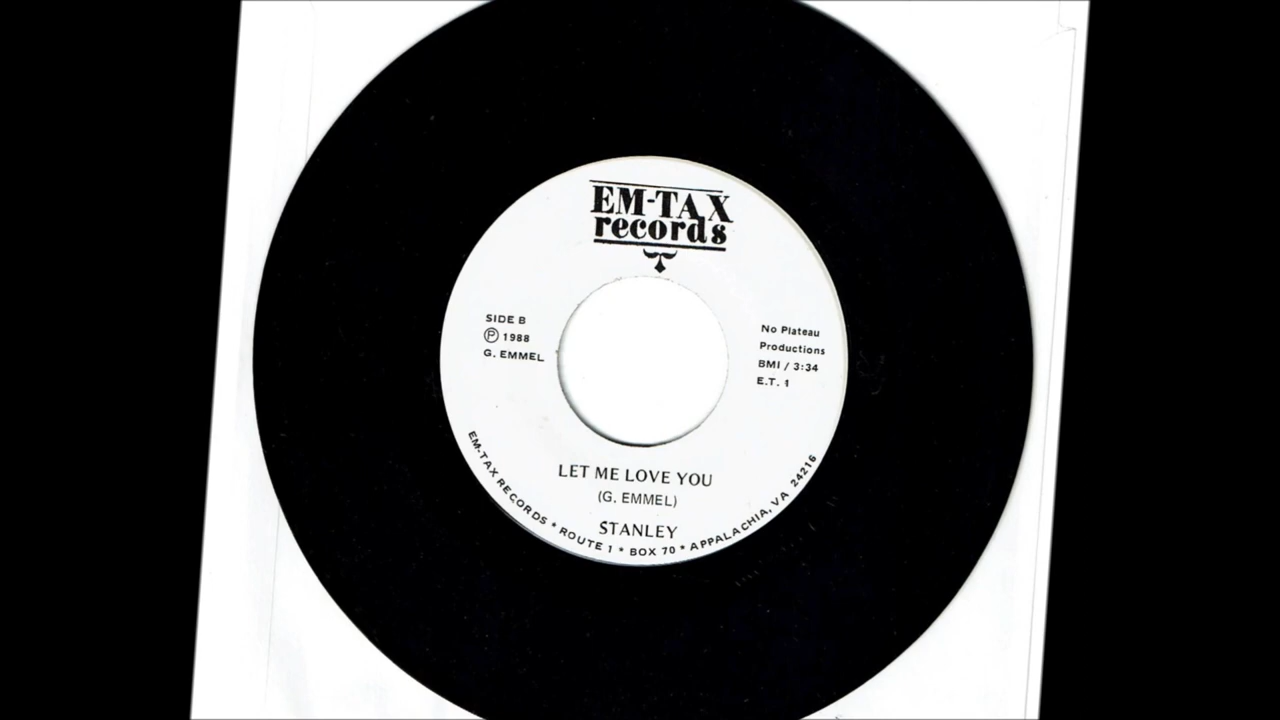 EM-TAX
records
SIDE B
Ⓟ 1988
G. EMMEL
No Plateau
Productions
BMI / 3:34
E.T. 1
LET ME LOVE YOU
(G. EMMEL)
STANLEY
EM-TAX RECORDS * ROUTE 1 * BOX 70 * APPALACHIA, VA 24216